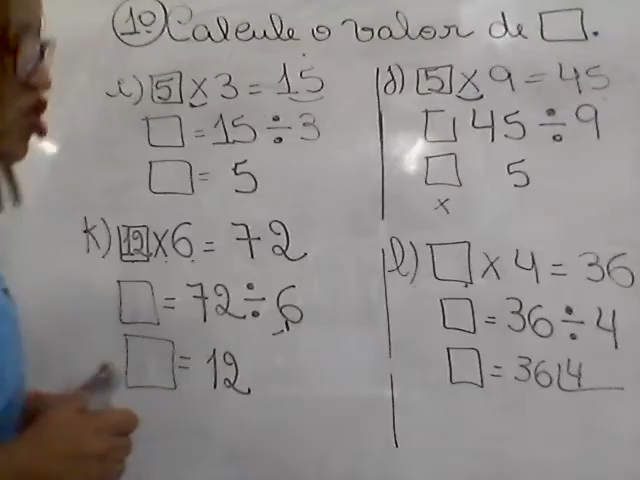 1º Calcule o valor de □.
i) 5 × 3 = 15
□ = 15 ÷ 3
□ = 5
j) 5 × 9 = 45
□ 45 ÷ 9
□ 5
x
k) 12 × 6 = 72
□ = 72 ÷ 6
□ = 12
l) □ × 4 = 36
□ = 36 ÷ 4
□ = 36 4